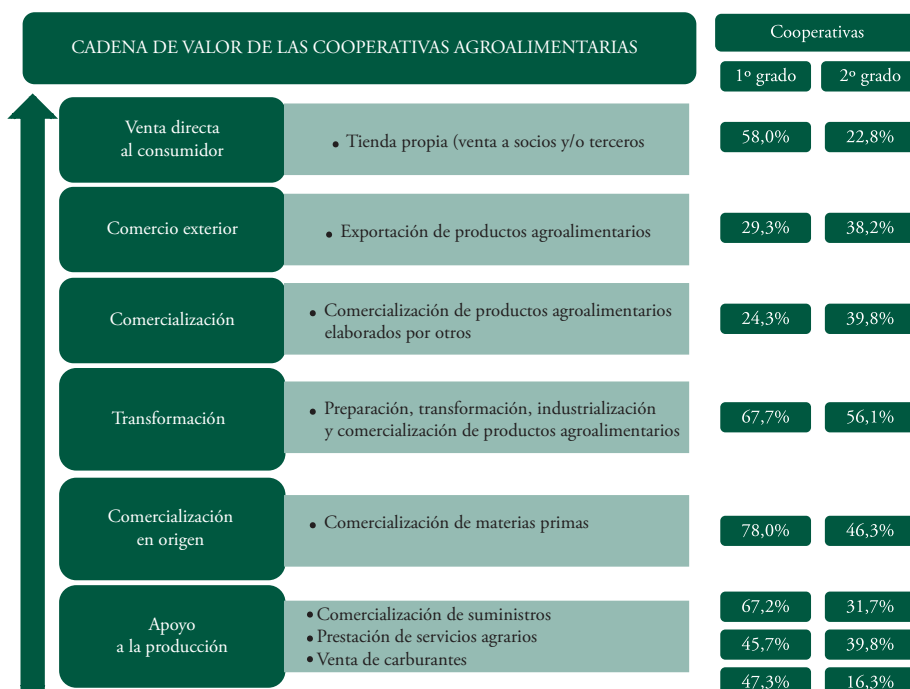 CADENA DE VALOR DE LAS COOPERATIVAS AGROALIMENTARIAS
Cooperativas
1º grado
2º grado
Venta directa
al consumidor
• Tienda propia (venta a socios y/o terceros
58,0%
22,8%
Comercio exterior
• Exportación de productos agroalimentarios
29,3%
38,2%
Comercialización
• Comercialización de productos agroalimentarios
elaborados por otros
24,3%
39,8%
Transformación
• Preparación, transformación, industrialización
y comercialización de productos agroalimentarios
67,7%
56,1%
Comercialización
en origen
• Comercialización de materias primas
78,0%
46,3%
Apoyo
a la producción
• Comercialización de suministros
67,2%
31,7%
• Prestación de servicios agrarios
45,7%
39,8%
• Venta de carburantes
47,3%
16,3%